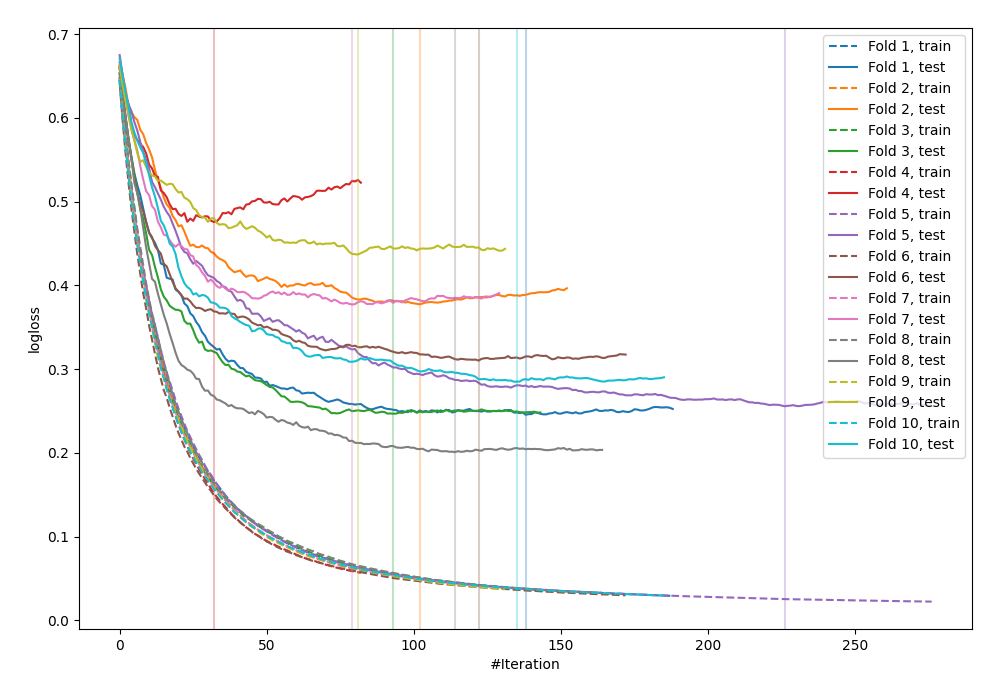 0.7
0.6
0.5
0.4
0.3
0.2
0.1
0.0
logloss
0
50
100
150
200
250
#Iteration
Fold 1, train
Fold 1, test
Fold 2, train
Fold 2, test
Fold 3, train
Fold 3, test
Fold 4, train
Fold 4, test
Fold 5, train
Fold 5, test
Fold 6, train
Fold 6, test
Fold 7, train
Fold 7, test
Fold 8, train
Fold 8, test
Fold 9, train
Fold 9, test
Fold 10, train
Fold 10, test